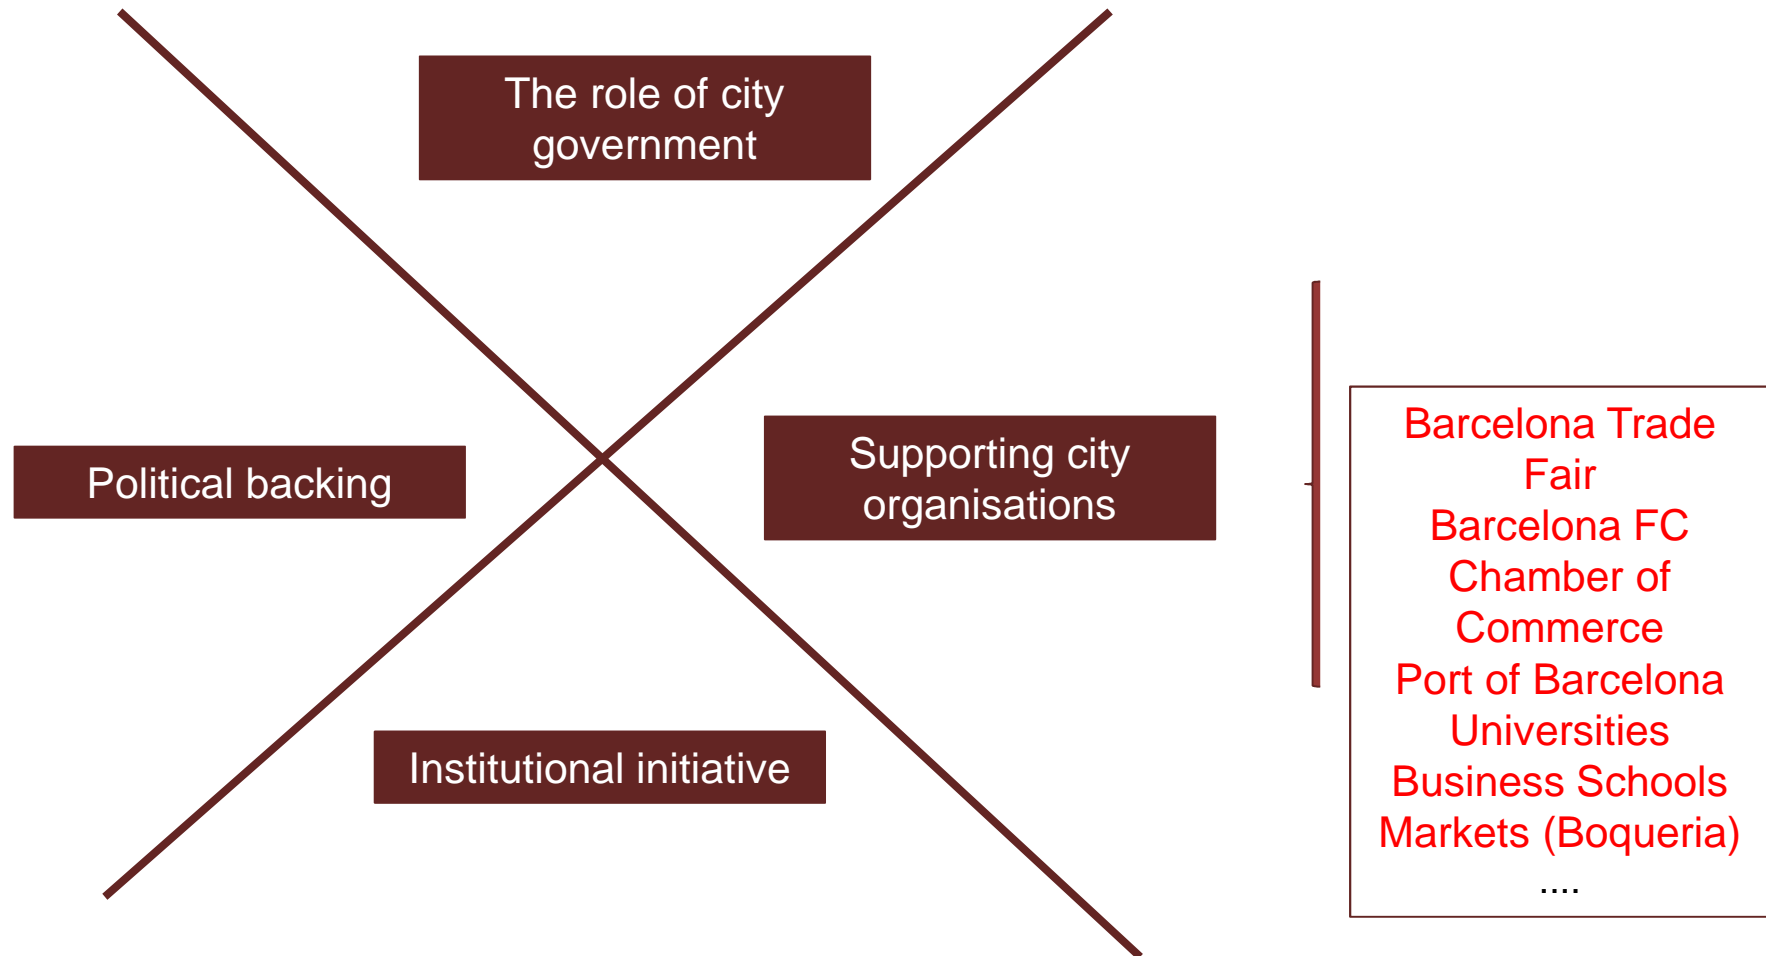 The role of city
government
Political backing
Supporting city
organisations
Institutional initiative
Barcelona Trade
Fair
Barcelona FC
Chamber of
Commerce
Port of Barcelona
Universities
Business Schools
Markets (Boqueria)
....